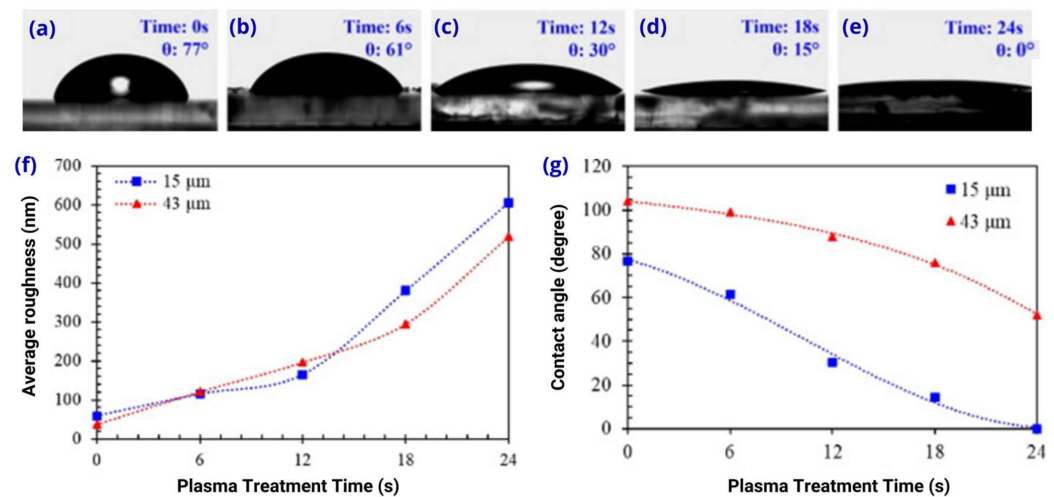 (a)
Time: 0s
θ: 77°
(b)
Time: 6s
θ: 61°
(c)
Time: 12s
θ: 30°
(d)
Time: 18s
θ: 15°
(e)
Time: 24s
θ: 0°
(f)
700
600
500
400
300
200
100
0
Average roughness (nm)
15 μm
43 μm
0 6 12 18 24
Plasma Treatment Time (s)
(g)
120
100
80
60
40
20
0
Contact angle (degree)
15 μm
43 μm
0 6 12 18 24
Plasma Treatment Time (s)